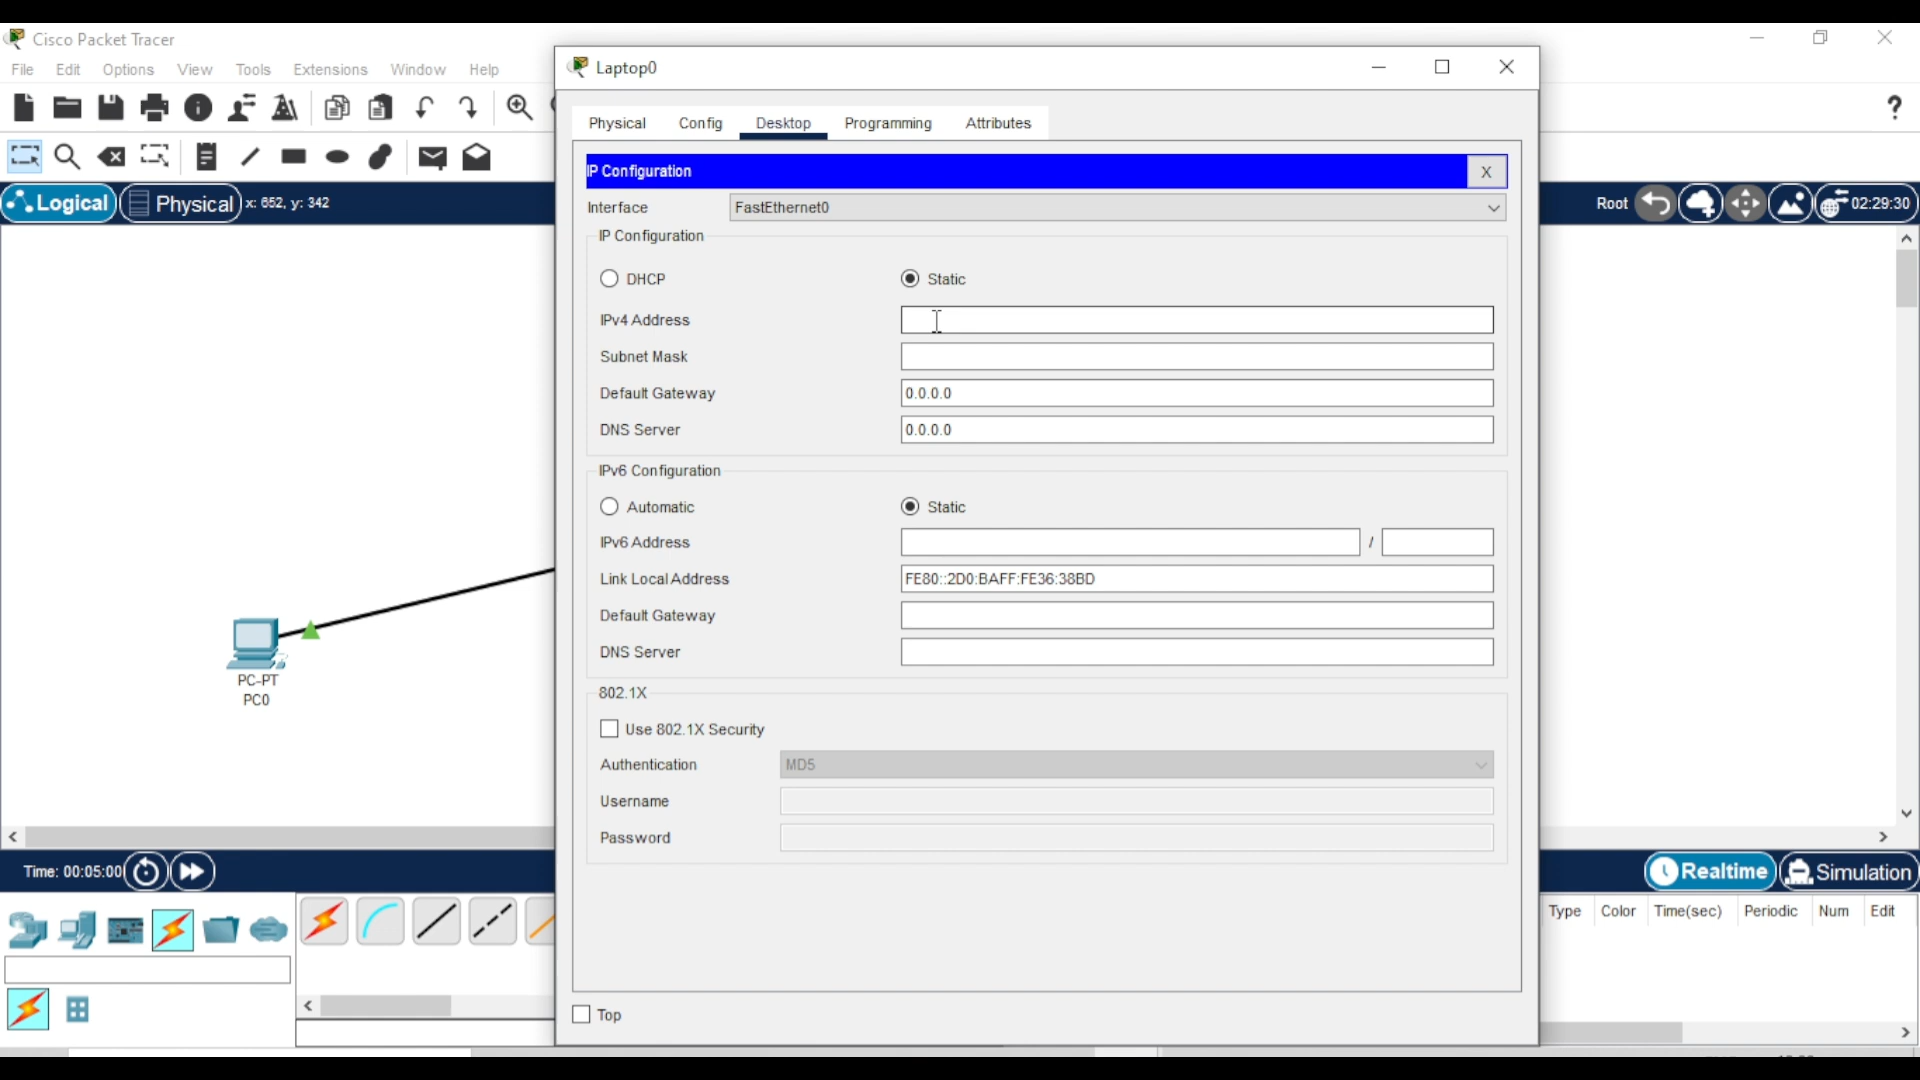 Cisco Packet Tracer
File Edit Options View Tools Extensions Window Help
Logical Physical x: 652, y: 342
PC-PT
PC0
Time: 00:05:00
Laptop0
Physical Config Desktop Programming Attributes
IP Configuration X
Interface FastEthernet0
IP Configuration
DHCP Static
IPv4 Address
Subnet Mask
Default Gateway 0.0.0.0
DNS Server 0.0.0.0
IPv6 Configuration
Automatic Static
IPv6 Address /
Link Local Address FE80::2D0:BAFF:FE36:38BD
Default Gateway
DNS Server
802.1X
Use 802.1X Security
Authentication MD5
Username
Password
Top
?
Root 02:29:30
Realtime Simulation
Type Color Time(sec) Periodic Num Edit